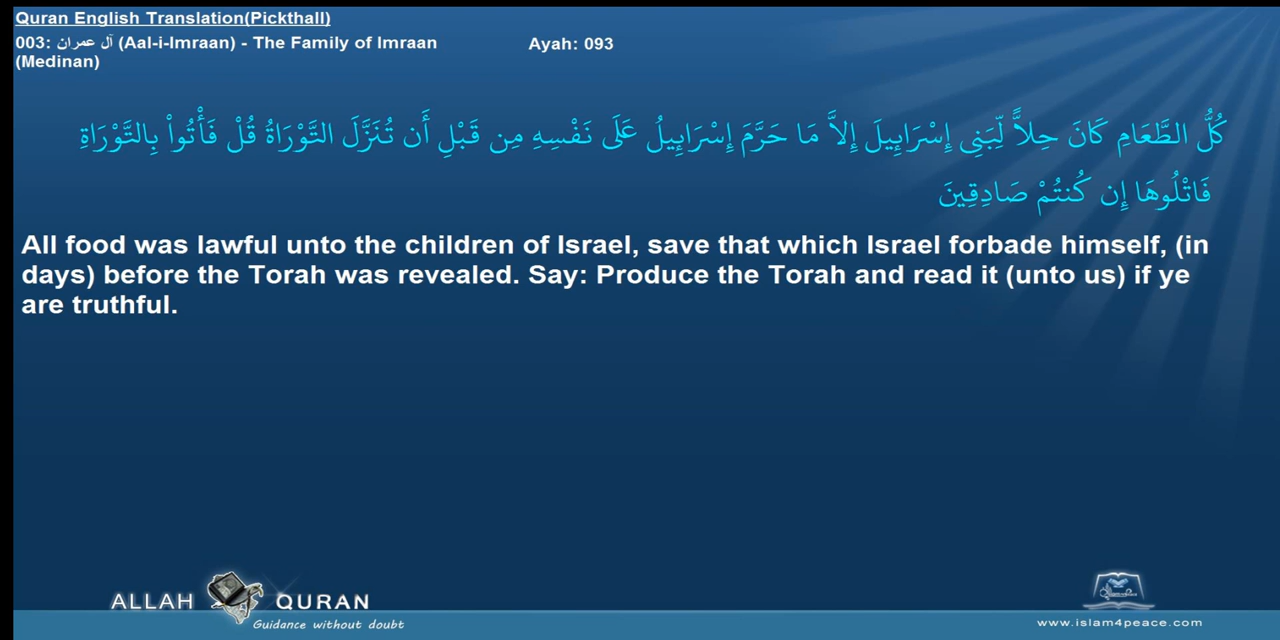 Quran English Translation(Pickthall)
003: آل عمران (Aal-i-Imraan) - The Family of Imraan
(Medinan)
Ayah: 093
كُلُّ الطَّعَامِ كَانَ حِلاًّ لِّبَنِي إِسْرَائِيلَ إِلاَّ مَا حَرَّمَ إِسْرَائِيلُ عَلَى نَفْسِهِ مِن قَبْلِ أَن تُنَزَّلَ التَّوْرَاةُ قُلْ فَأْتُواْ بِالتَّوْرَاةِ
فَاتْلُوهَا إِن كُنتُمْ صَادِقِينَ
All food was lawful unto the children of Israel, save that which Israel forbade himself, (in
days) before the Torah was revealed. Say: Produce the Torah and read it (unto us) if ye
are truthful.
ALLAH QURAN
Guidance without doubt
www.islam4peace.com